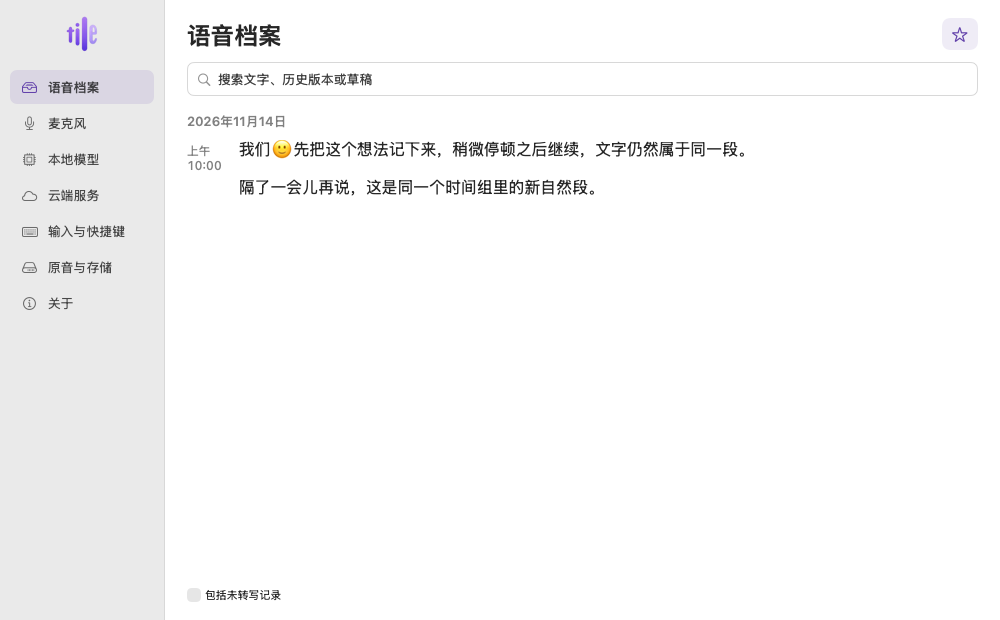 tile
语音档案
麦克风
本地模型
云端服务
输入与快捷键
原音与存储
关于
语音档案
搜索文字、历史版本或草稿
2026年11月14日
上午
10:00
我们🙂先把这个想法记下来，稍微停顿之后继续，文字仍然属于同一段。
隔了一会儿再说，这是同一个时间组里的新自然段。
包括未转写记录